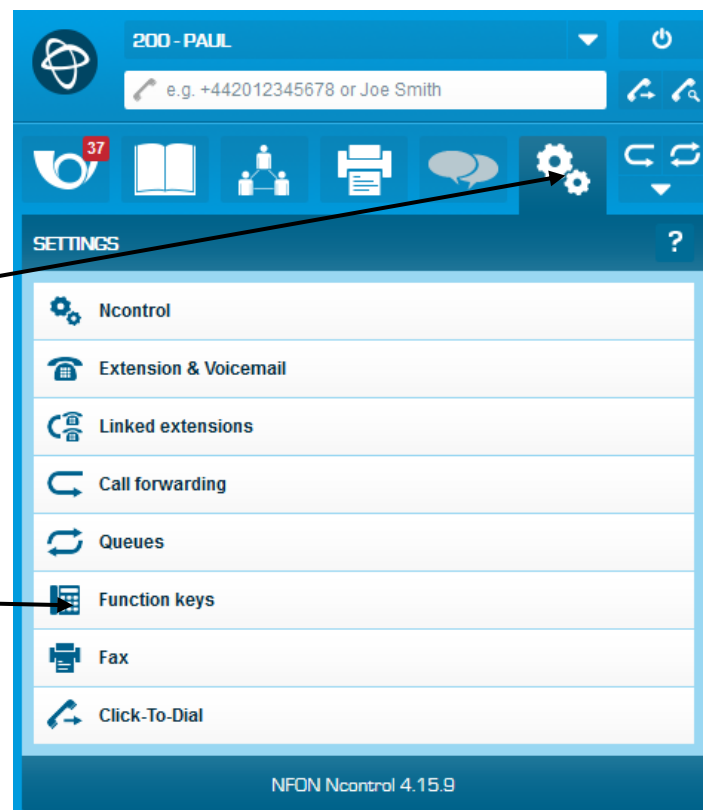 200 - PAUL
e.g. +442012345678 or Joe Smith
37
SETTINGS ?
Ncontrol
Extension & Voicemail
Linked extensions
Call forwarding
Queues
Function keys
Fax
Click-To-Dial
NFON Ncontrol 4.15.9